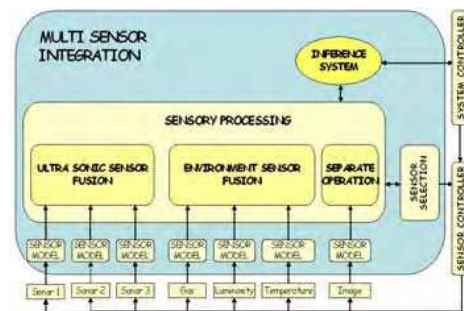 MULTI SENSOR
INTEGRATION
INFERENCE
SYSTEM
SENSORY PROCESSING
ULTRA SONIC SENSOR
FUSION
ENVIRONMENT SENSOR
FUSION
SEPARATE
OPERATION
SENSOR
SELECTION
SYSTEM CONTROLLER
SENSOR CONTROLLER
SENSOR
MODEL
SENSOR
MODEL
SENSOR
MODEL
SENSOR
MODEL
SENSOR
MODEL
SENSOR
MODEL
SENSOR
MODEL
Sonar 1
Sonar 2
Sonar 3
Gas
Luminosity
Temperature
Image